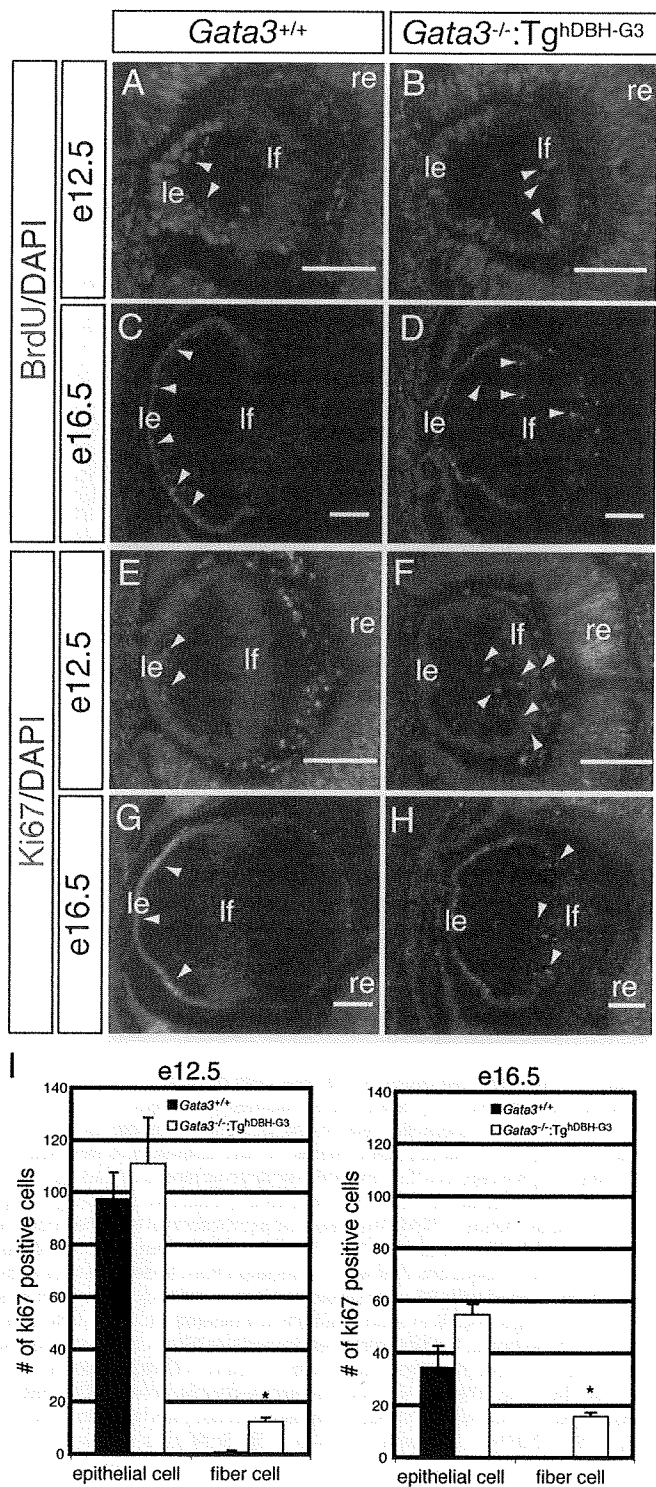 Gata3+/+ Gata3-/-:TghDBH-G3
BrdU/DAPI
e12.5
A re lf le
B re lf le
e16.5
C le lf
D le lf
Ki67/DAPI
e12.5
E re le lf
F lf re le
e16.5
G le lf re
H le lf re
I
e12.5
# of ki67 positive cells
140
120
100
80
60
40
20
0
Gata3+/+
Gata3-/-:TghDBH-G3
*
epithelial cell fiber cell
e16.5
# of ki67 positive cells
140
120
100
80
60
40
20
0
Gata3+/+
Gata3-/-:TghDBH-G3
*
epithelial cell fiber cell